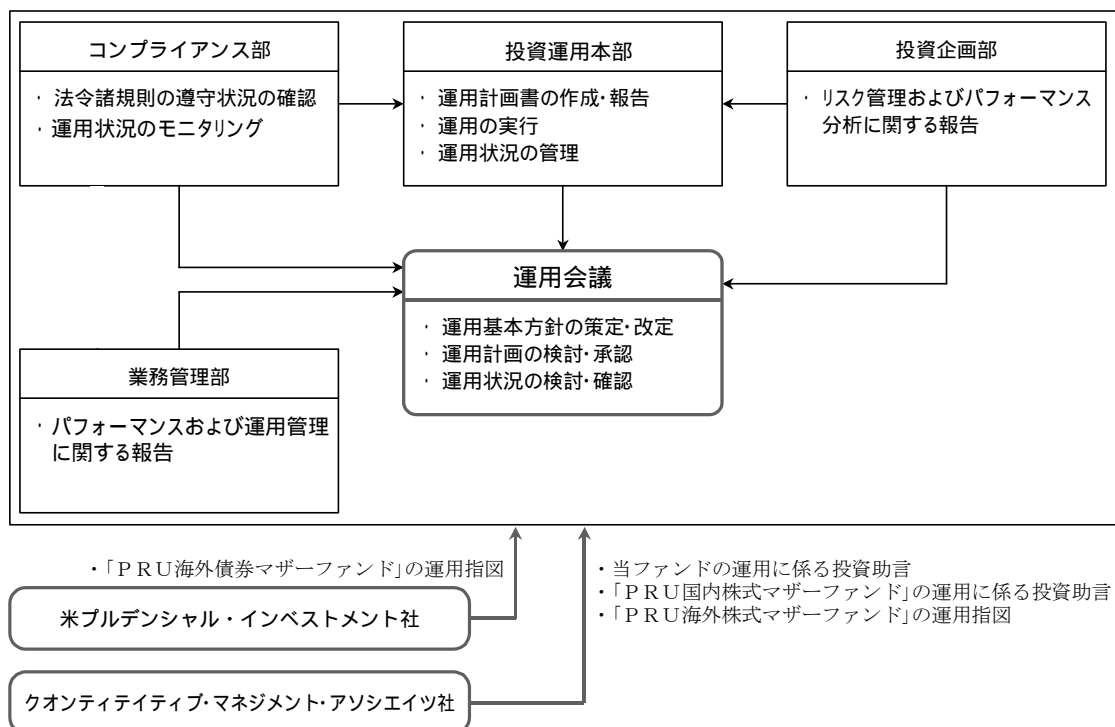 コンプライアンス部
・法令諸規則の遵守状況の確認
・運用状況のモニタリング
投資運用本部
・運用計画書の作成・報告
・運用の実行
・運用状況の管理
投資企画部
・リスク管理およびパフォーマンス
分析に関する報告
運用会議
・運用基本方針の策定・改定
・運用計画の検討・承認
・運用状況の検討・確認
業務管理部
・パフォーマンスおよび運用管理
に関する報告
・「ＰＲＵ海外債券マザーファンド」の運用指図
・当ファンドの運用に係る投資助言
・「ＰＲＵ国内株式マザーファンド」の運用に係る投資助言
・「ＰＲＵ海外株式マザーファンド」の運用指図
米プルデンシャル・インベストメント社
クオンティテイティブ・マネジメント・アソシエイツ社